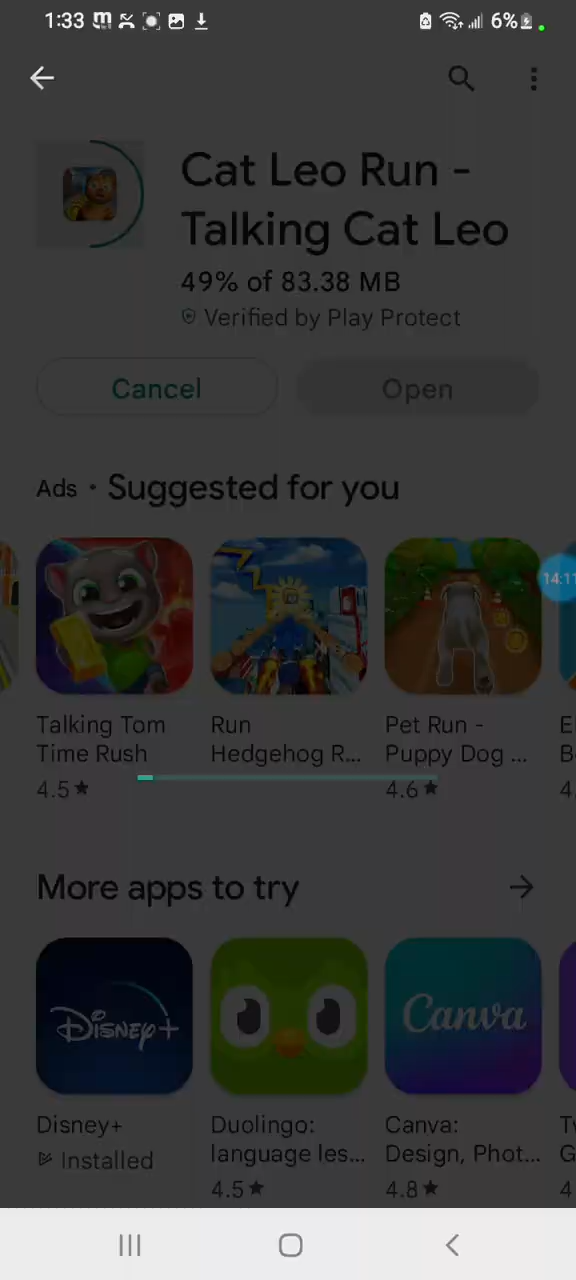 1:33
6%
Cat Leo Run -
Talking Cat Leo
49% of 83.38 MB
Verified by Play Protect
Cancel
Open
Ads • Suggested for you
14:11
Talking Tom
Time Rush
4.5★
Run
Hedgehog R...
Pet Run -
Puppy Dog ...
4.6★
More apps to try
Disney+
Canva
Disney+
Installed
Duolingo:
language les...
4.5★
Canva:
Design, Phot...
4.8★